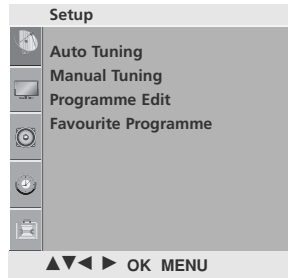 Setup
Auto Tuning
Manual Tuning
Programme Edit
Favourite Programme
▲▼◀ ▶ OK MENU